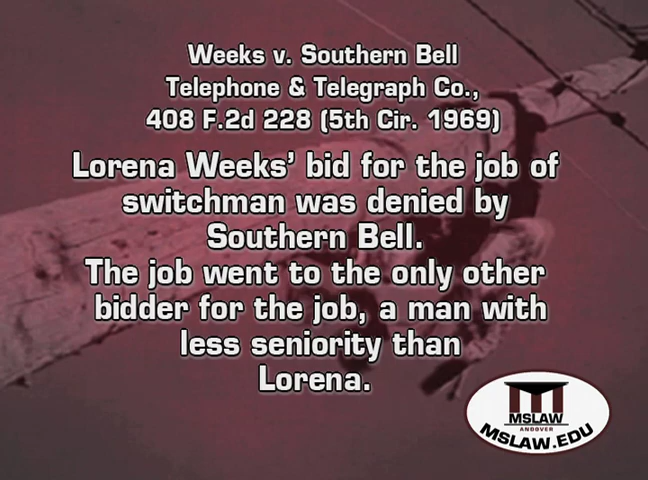 Weeks v. Southern Bell
Telephone & Telegraph Co.,
408 F.2d 228 (5th Cir. 1969)
Lorena Weeks' bid for the job of
switchman was denied by
Southern Bell.
The job went to the only other
bidder for the job, a man with
less seniority than
Lorena.
MSLAW
ANDOVER
MSLAW.EDU